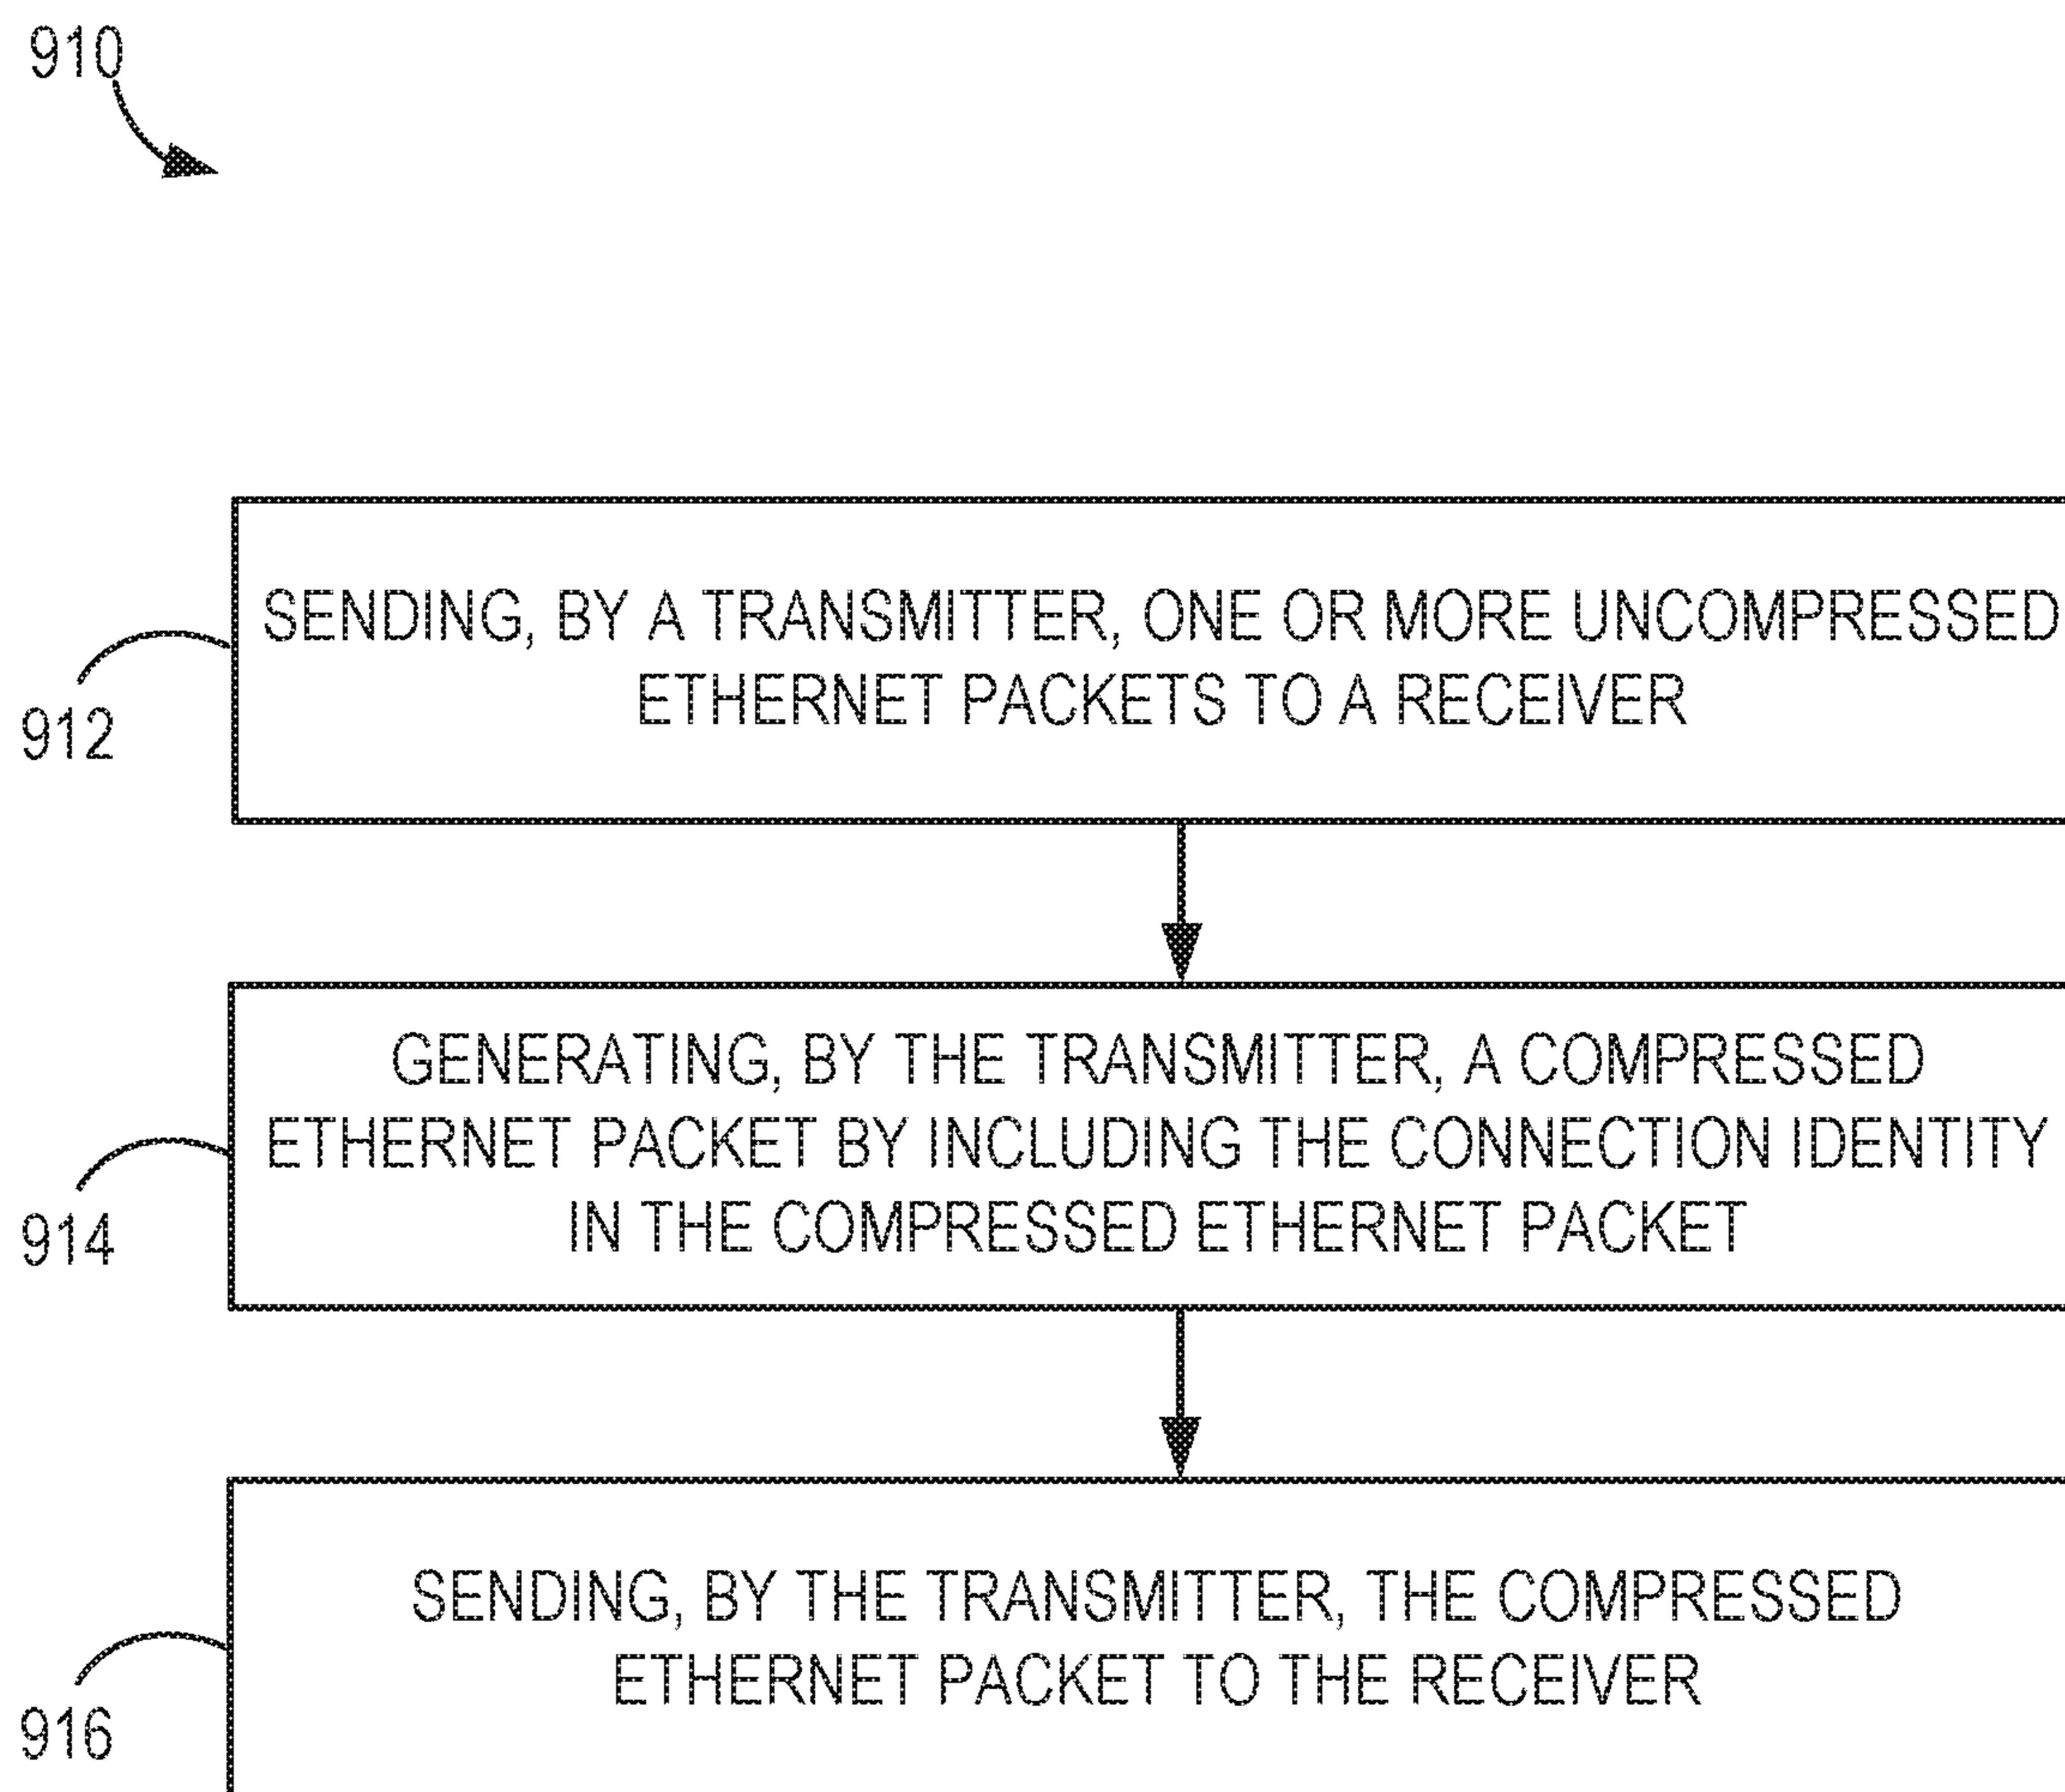 910
SENDING, BY A TRANSMITTER, ONE OR MORE UNCOMPRESSED
ETHERNET PACKETS TO A RECEIVER
912
GENERATING, BY THE TRANSMITTER, A COMPRESSED
ETHERNET PACKET BY INCLUDING THE CONNECTION IDENTITY
IN THE COMPRESSED ETHERNET PACKET
914
SENDING, BY THE TRANSMITTER, THE COMPRESSED
ETHERNET PACKET TO THE RECEIVER
916